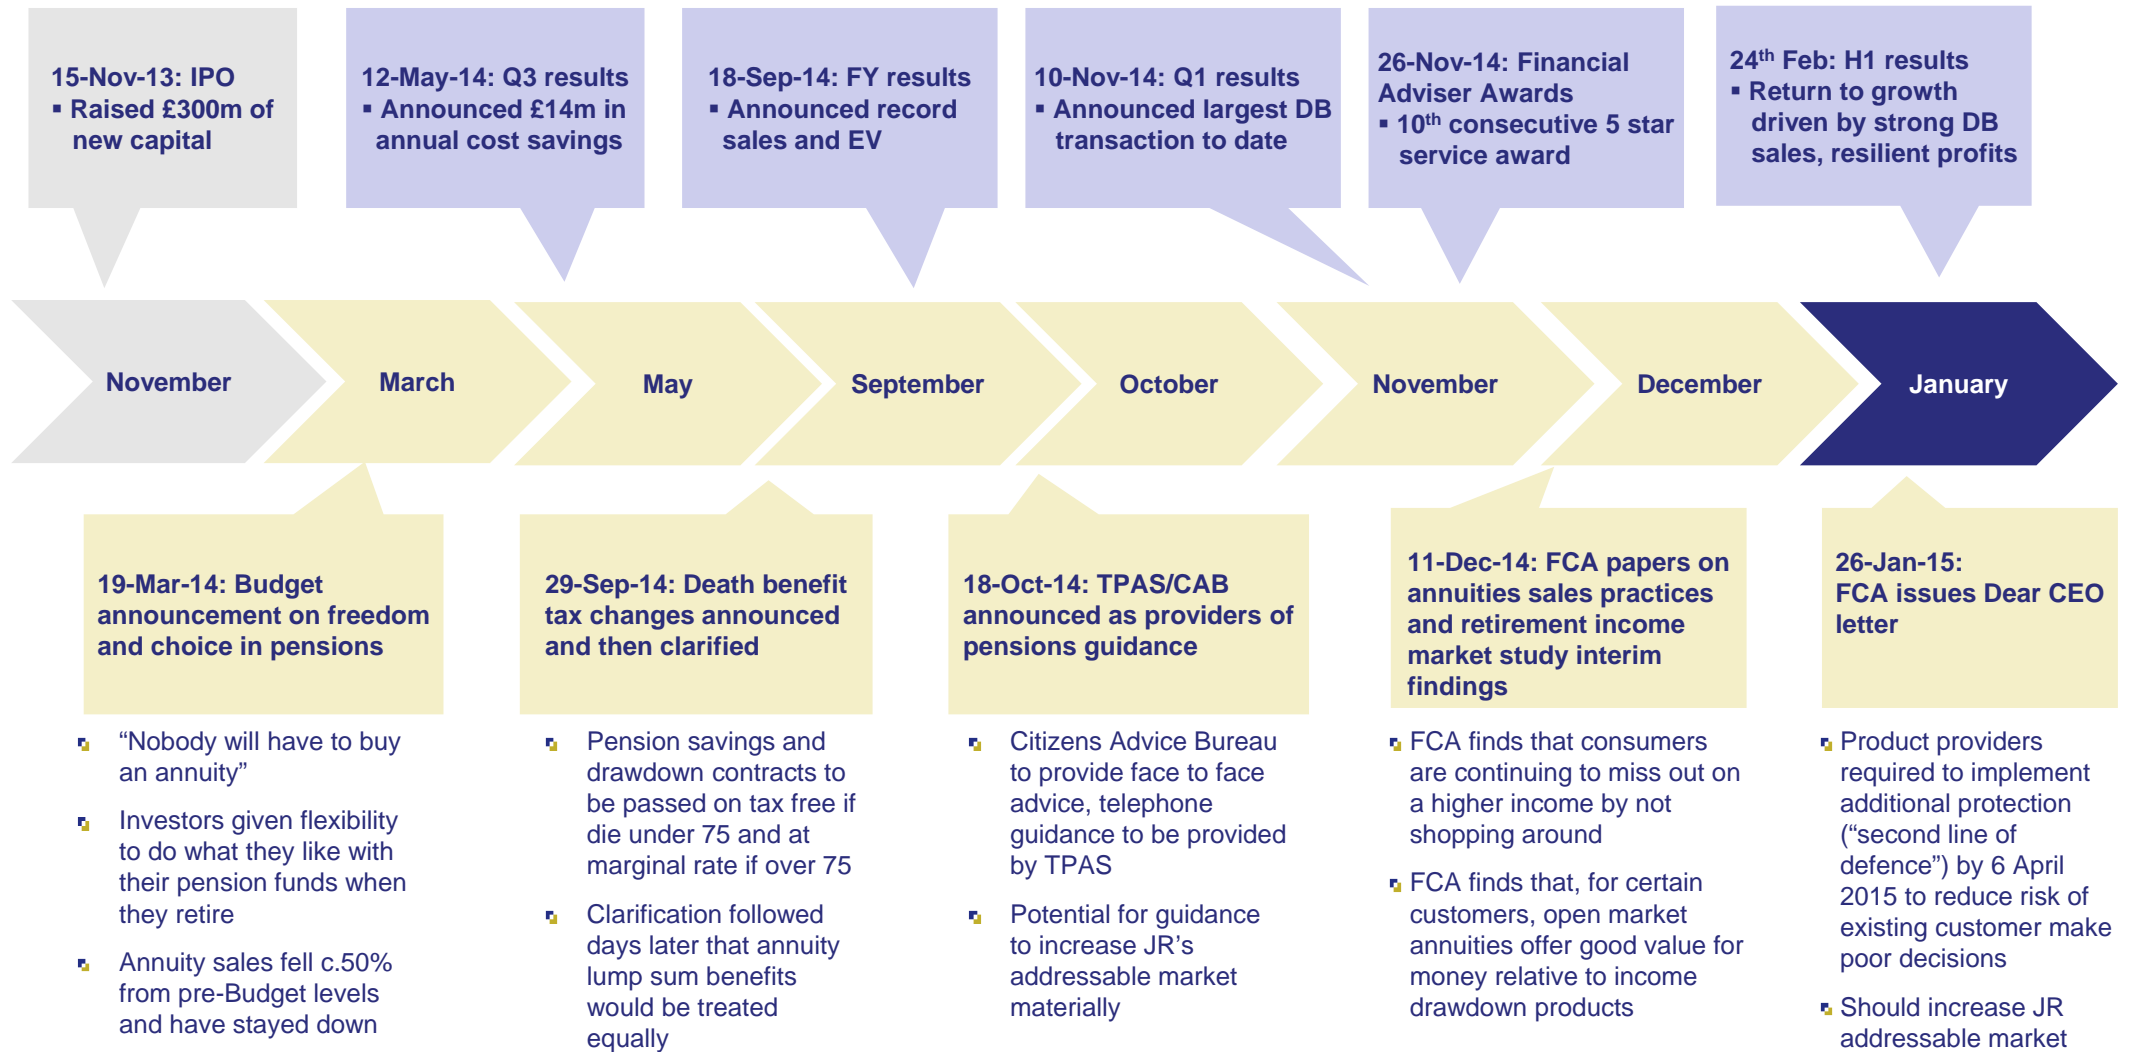 15-Nov-13: IPO
▪ Raised £300m of
new capital
12-May-14: Q3 results
▪ Announced £14m in
annual cost savings
18-Sep-14: FY results
▪ Announced record
sales and EV
10-Nov-14: Q1 results
▪ Announced largest DB
transaction to date
26-Nov-14: Financial
Adviser Awards
▪ 10th consecutive 5 star
service award
24th Feb: H1 results
▪ Return to growth
driven by strong DB
sales, resilient profits
November
March
May
September
October
November
December
January
19-Mar-14: Budget
announcement on freedom
and choice in pensions
“Nobody will have to buy
an annuity”
Investors given flexibility
to do what they like with
their pension funds when
they retire
Annuity sales fell c.50%
from pre-Budget levels
and have stayed down
29-Sep-14: Death benefit
tax changes announced
and then clarified
Pension savings and
drawdown contracts to
be passed on tax free if
die under 75 and at
marginal rate if over 75
Clarification followed
days later that annuity
lump sum benefits
would be treated
equally
18-Oct-14: TPAS/CAB
announced as providers of
pensions guidance
Citizens Advice Bureau
to provide face to face
advice, telephone
guidance to be provided
by TPAS
Potential for guidance
to increase JR’s
addressable market
materially
11-Dec-14: FCA papers on
annuities sales practices
and retirement income
market study interim
findings
FCA finds that consumers
are continuing to miss out on
a higher income by not
shopping around
FCA finds that, for certain
customers, open market
annuities offer good value for
money relative to income
drawdown products
26-Jan-15:
FCA issues Dear CEO
letter
Product providers
required to implement
additional protection
(“second line of
defence”) by 6 April
2015 to reduce risk of
existing customer make
poor decisions
Should increase JR
addressable market